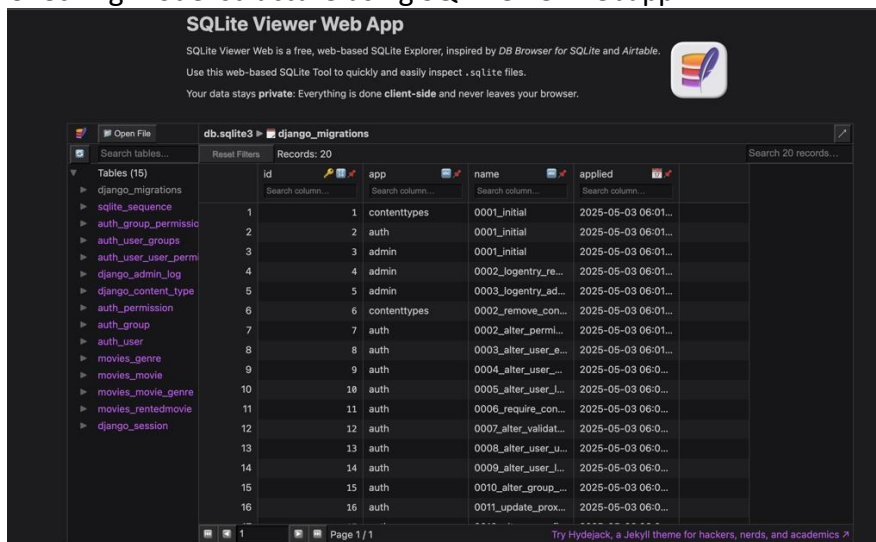 SQLite Viewer Web App
SQLite Viewer Web is a free, web-based SQLite Explorer, inspired by DB Browser for SQLite and Airtable.
Use this web-based SQLite Tool to quickly and easily inspect .sqlite files.
Your data stays private: Everything is done client-side and never leaves your browser.
Open File
db.sqlite3 ▶ django_migrations
Search tables...
Reset Filters
Records: 20
Search 20 records...
Tables (15)
django_migrations
sqlite_sequence
auth_group_permissio
auth_user_groups
auth_user_user_permi
django_admin_log
django_content_type
auth_permission
auth_group
auth_user
movies_genre
movies_movie
movies_movie_genre
movies_rentedmovie
django_session
id app name applied
Search column... Search column... Search column... Search column...
1 1 contenttypes 0001_initial 2025-05-03 06:01...
2 2 auth 0001_initial 2025-05-03 06:01...
3 3 admin 0001_initial 2025-05-03 06:01...
4 4 admin 0002_logentry_re... 2025-05-03 06:01...
5 5 admin 0003_logentry_ad... 2025-05-03 06:01...
6 6 contenttypes 0002_remove_con... 2025-05-03 06:01...
7 7 auth 0002_alter_permi... 2025-05-03 06:01...
8 8 auth 0003_alter_user_e... 2025-05-03 06:01...
9 9 auth 0004_alter_user_... 2025-05-03 06:0...
10 10 auth 0005_alter_user_l... 2025-05-03 06:0...
11 11 auth 0006_require_con... 2025-05-03 06:0...
12 12 auth 0007_alter_validat... 2025-05-03 06:0...
13 13 auth 0008_alter_user_u... 2025-05-03 06:0...
14 14 auth 0009_alter_user_l... 2025-05-03 06:0...
15 15 auth 0010_alter_group_... 2025-05-03 06:0...
16 16 auth 0011_update_prox... 2025-05-03 06:0...
1
Page 1 / 1
Try Hydejack, a Jekyll theme for hackers, nerds, and academics ↗